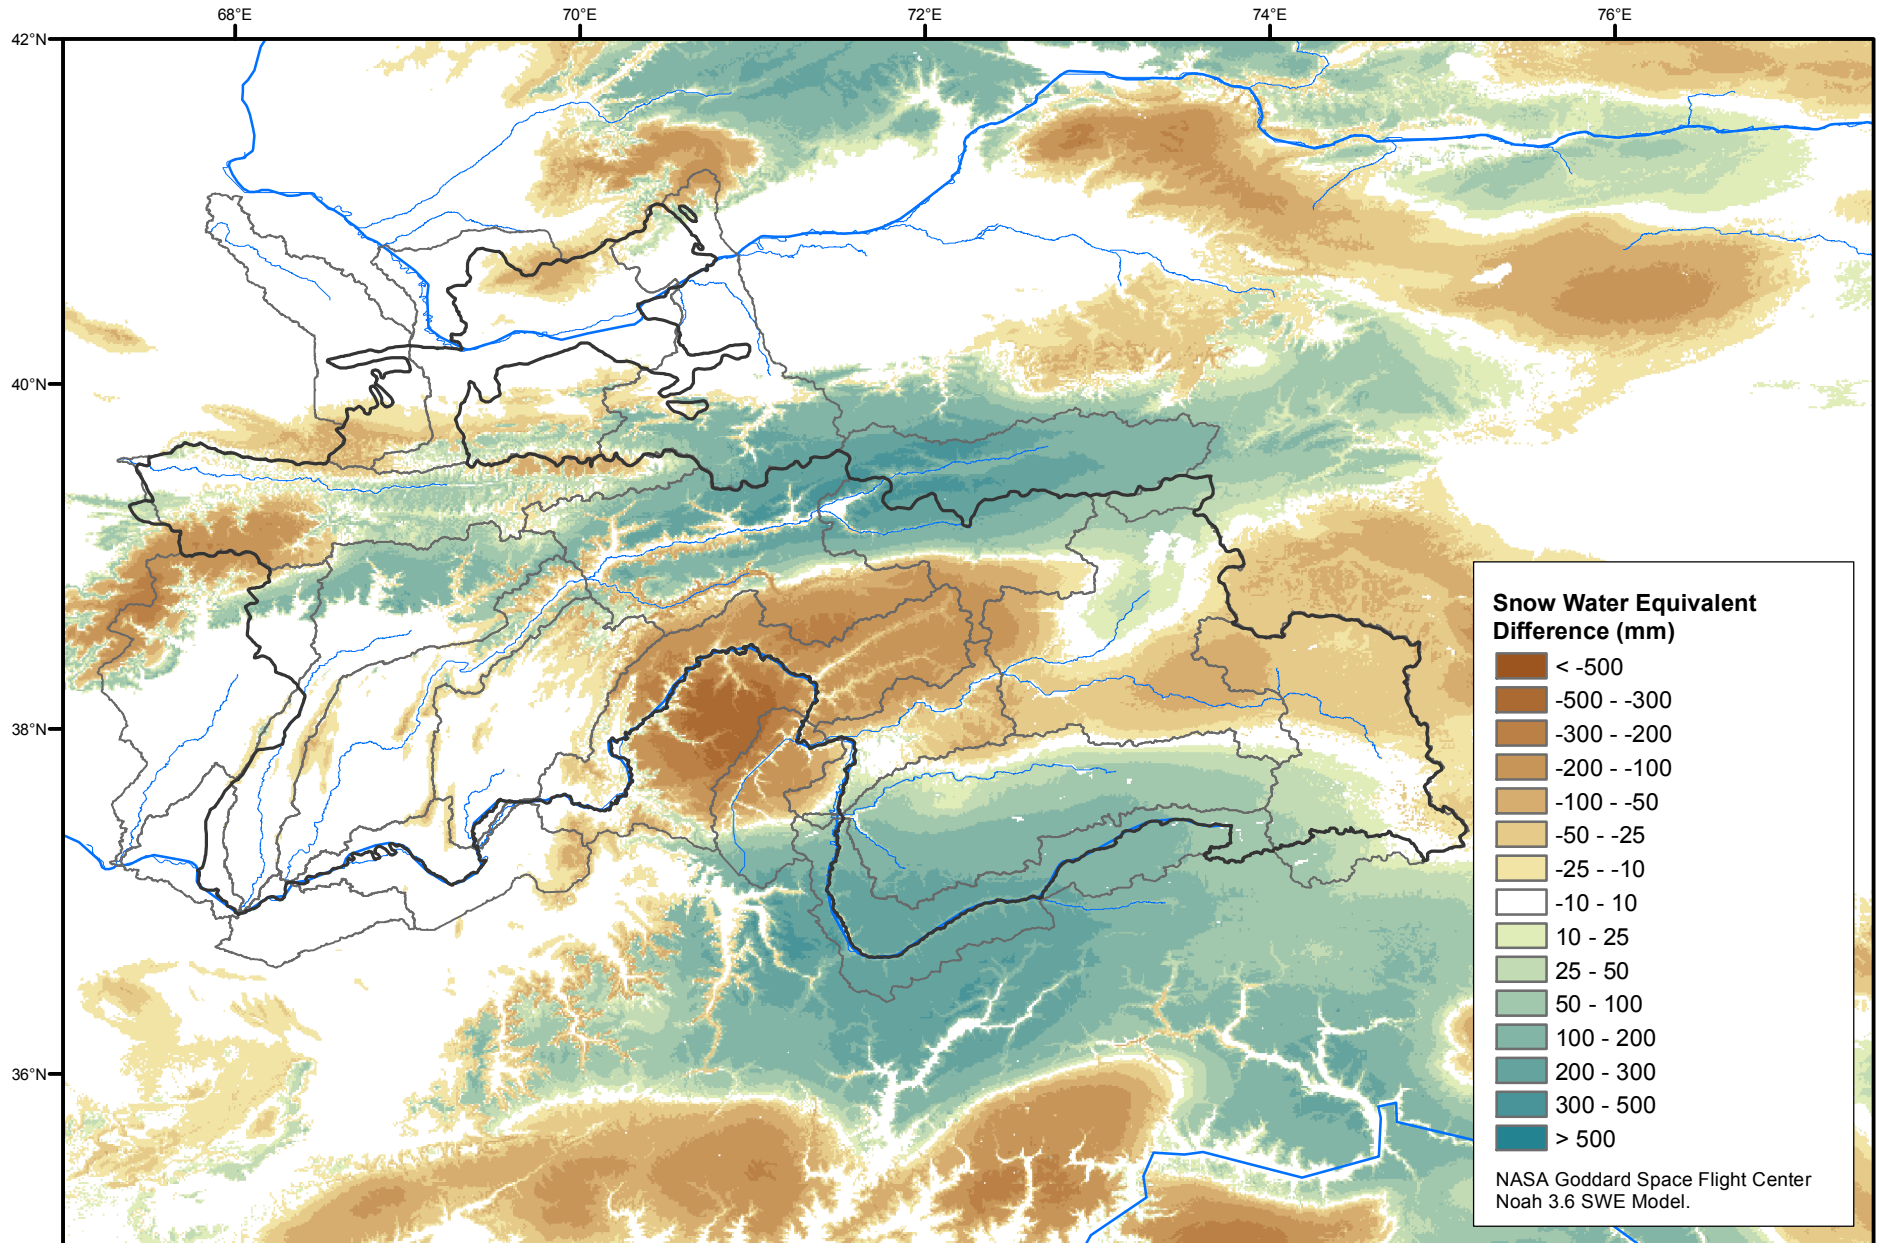 68°E
70°E
72°E
74°E
76°E
42°N
40°N
38°N
36°N
Snow Water Equivalent
Difference (mm)
< -500
-500 - -300
-300 - -200
-200 - -100
-100 - -50
-50 - -25
-25 - -10
-10 - 10
10 - 25
25 - 50
50 - 100
100 - 200
200 - 300
300 - 500
> 500
NASA Goddard Space Flight Center
Noah 3.6 SWE Model.